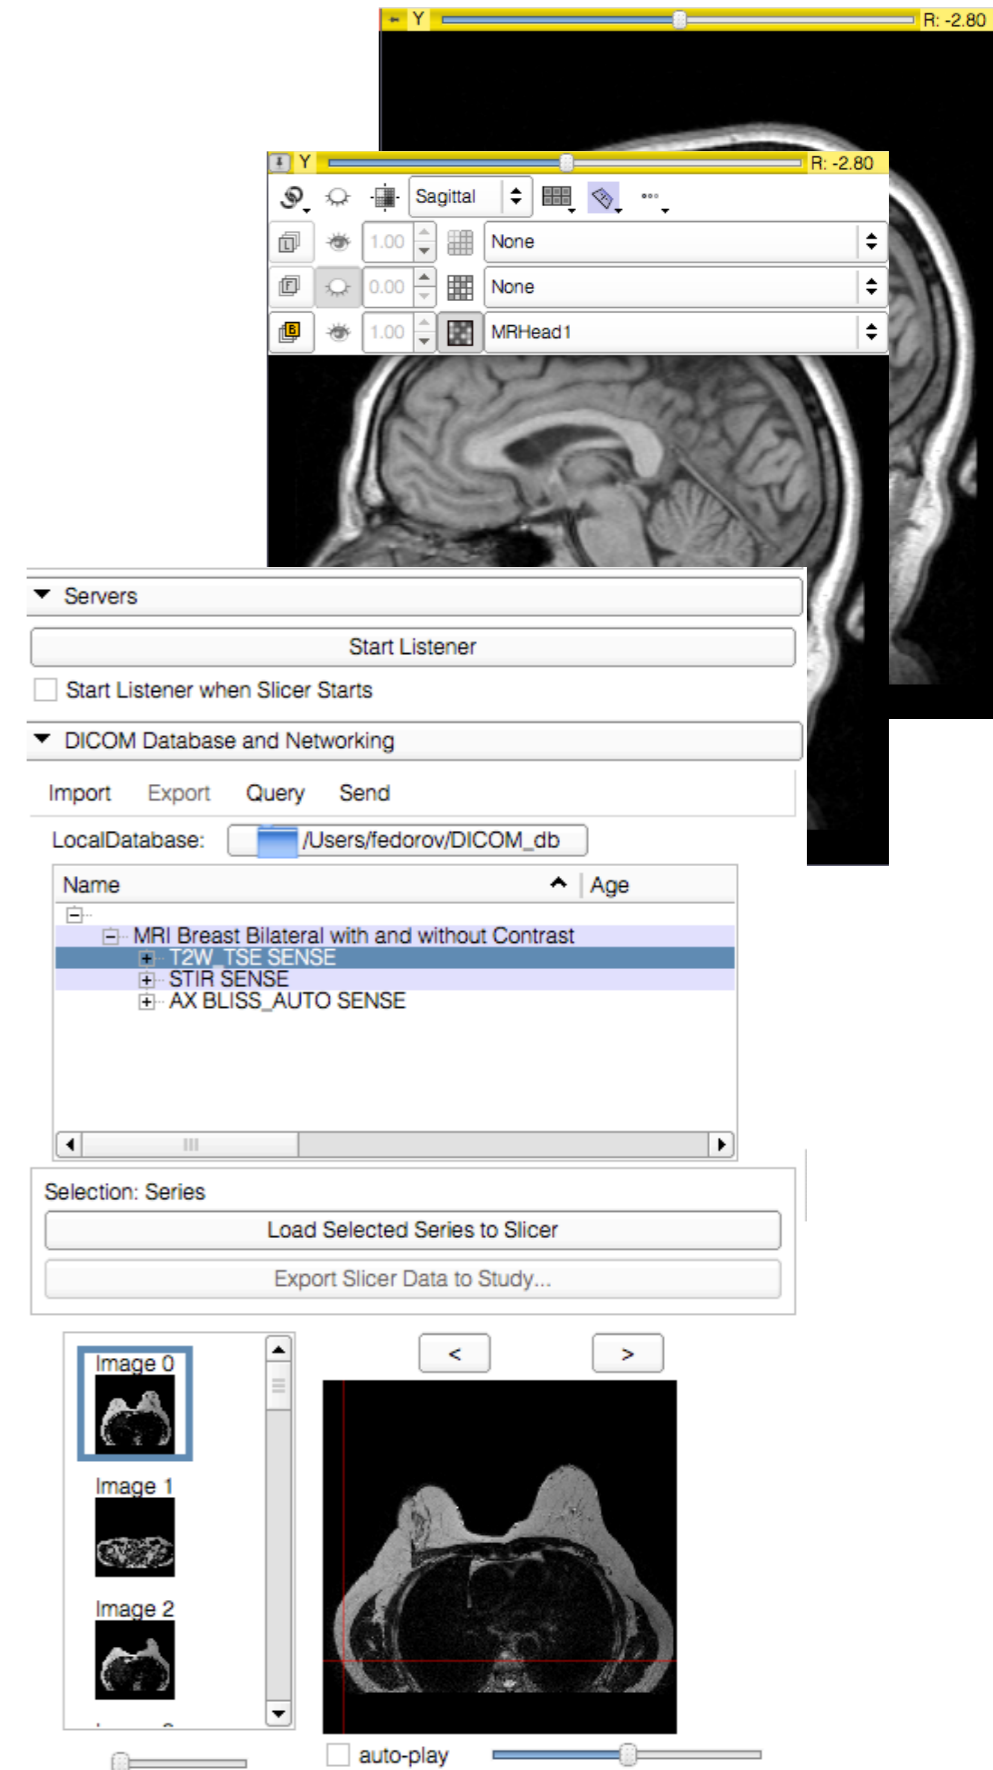 Y R: -2.80
Y R: -2.80
Sagittal
L 1.00 None
F 0.00 None
B 1.00 MRHead1
Servers
Start Listener
Start Listener when Slicer Starts
DICOM Database and Networking
Import Export Query Send
LocalDatabase: /Users/fedorov/DICOM_db
Name Age
MRI Breast Bilateral with and without Contrast
T2W_TSE SENSE
STIR SENSE
AX BLISS_AUTO SENSE
Selection: Series
Load Selected Series to Slicer
Export Slicer Data to Study...
< >
Image 0
Image 1
Image 2
auto-play